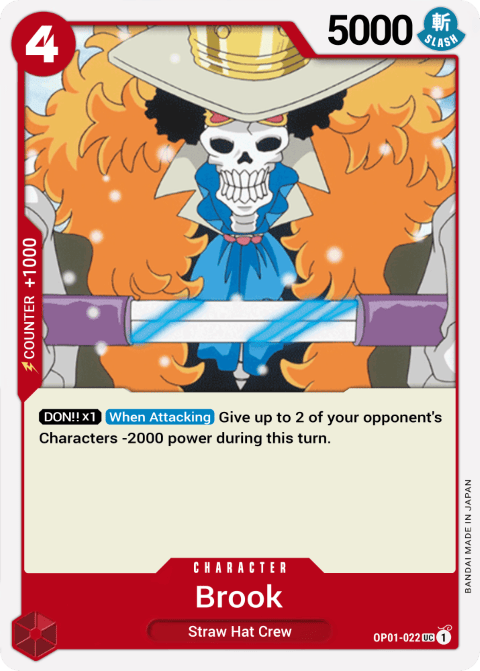 4
5000
斬
SLASH
COUNTER +1000
DON!!x1 When Attacking Give up to 2 of your opponent's
Characters -2000 power during this turn.
BANDAI MADE IN JAPAN
CHARACTER
Brook
Straw Hat Crew
OP01-022 UC 1